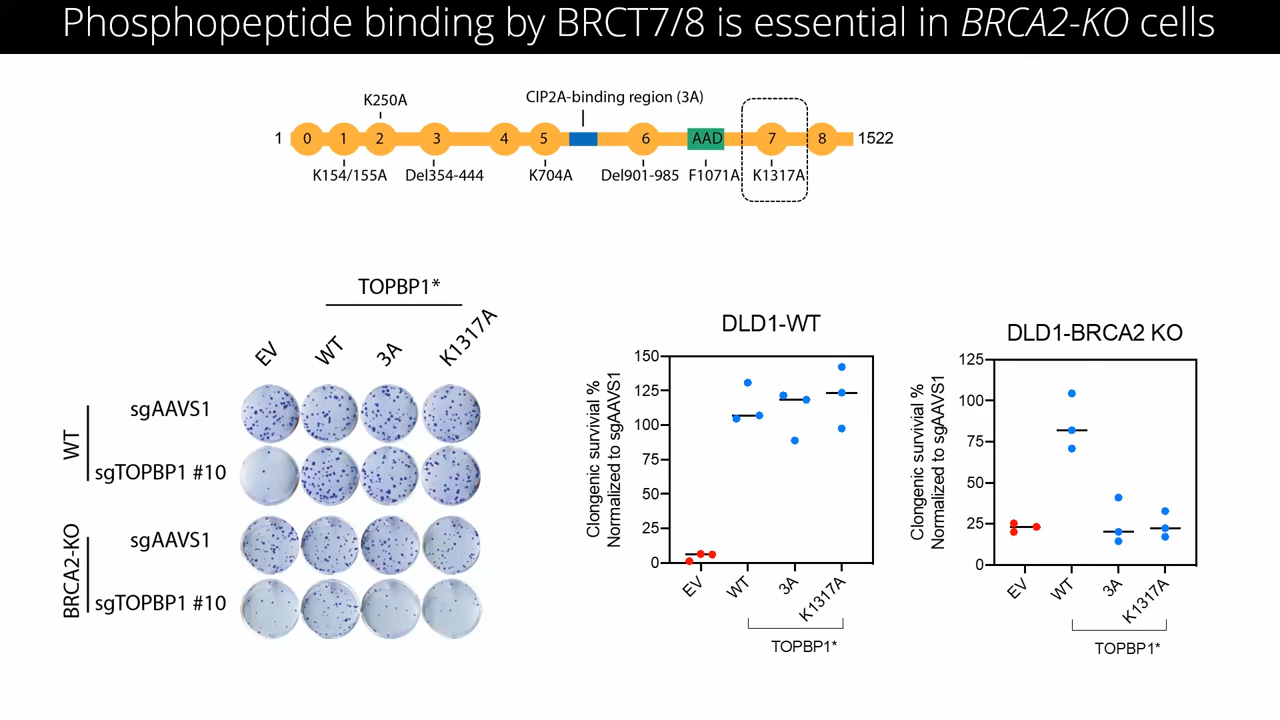 Phosphopeptide binding by BRCT7/8 is essential in BRCA2-KO cells
K250A
CIP2A-binding region (3A)
1 0 1 2 3 4 5 6 AAD 7 8 1522
K154/155A Del354-444 K704A Del901-985 F1071A K1317A
TOPBP1*
EV WT 3A K1317A
WT
sgAAVS1
sgTOPBP1 #10
BRCA2-KO
sgAAVS1
sgTOPBP1 #10
DLD1-WT
Clongenic survivial %
Normalized to sgAAVS1
150
125
100
75
50
25
0
EV WT 3A K1317A
TOPBP1*
DLD1-BRCA2 KO
Clongenic survivial %
Normalized to sgAAVS1
125
100
75
50
25
0
EV WT 3A K1317A
TOPBP1*